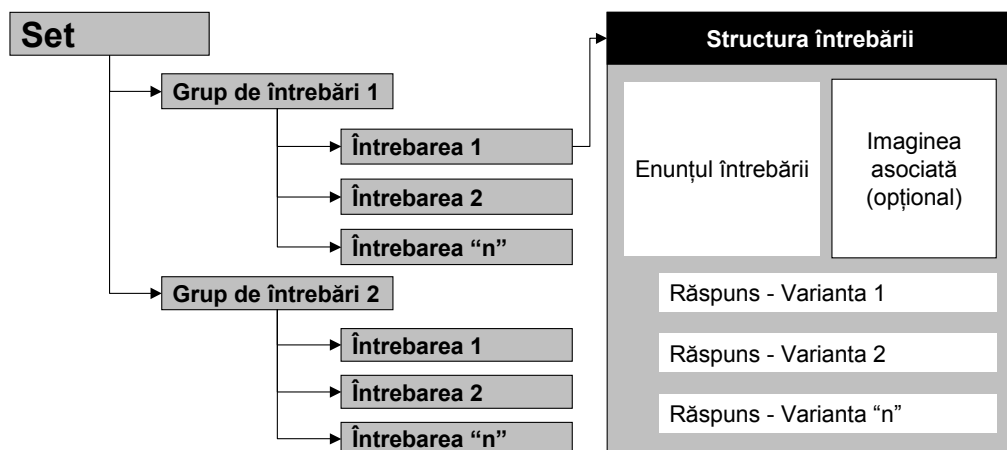 Set
Grup de întrebări 1
Întrebarea 1
Întrebarea 2
Întrebarea “n”
Grup de întrebări 2
Întrebarea 1
Întrebarea 2
Întrebarea “n”
Structura întrebării
Enunțul întrebării
Imaginea
asociată
(opțional)
Răspuns - Varianta 1
Răspuns - Varianta 2
Răspuns - Varianta “n”